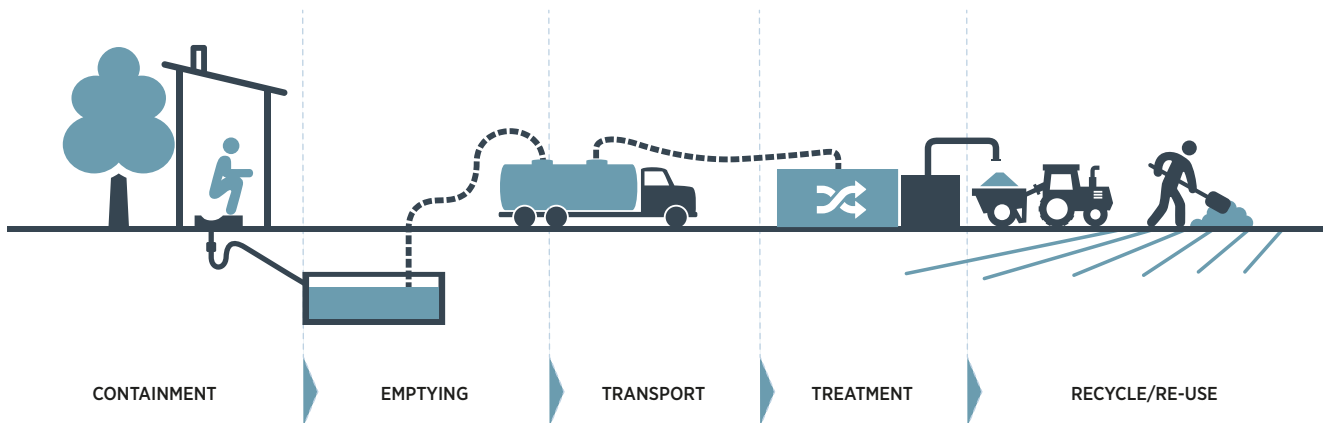 CONTAINMENT
EMPTYING
TRANSPORT
TREATMENT
RECYCLE/RE-USE